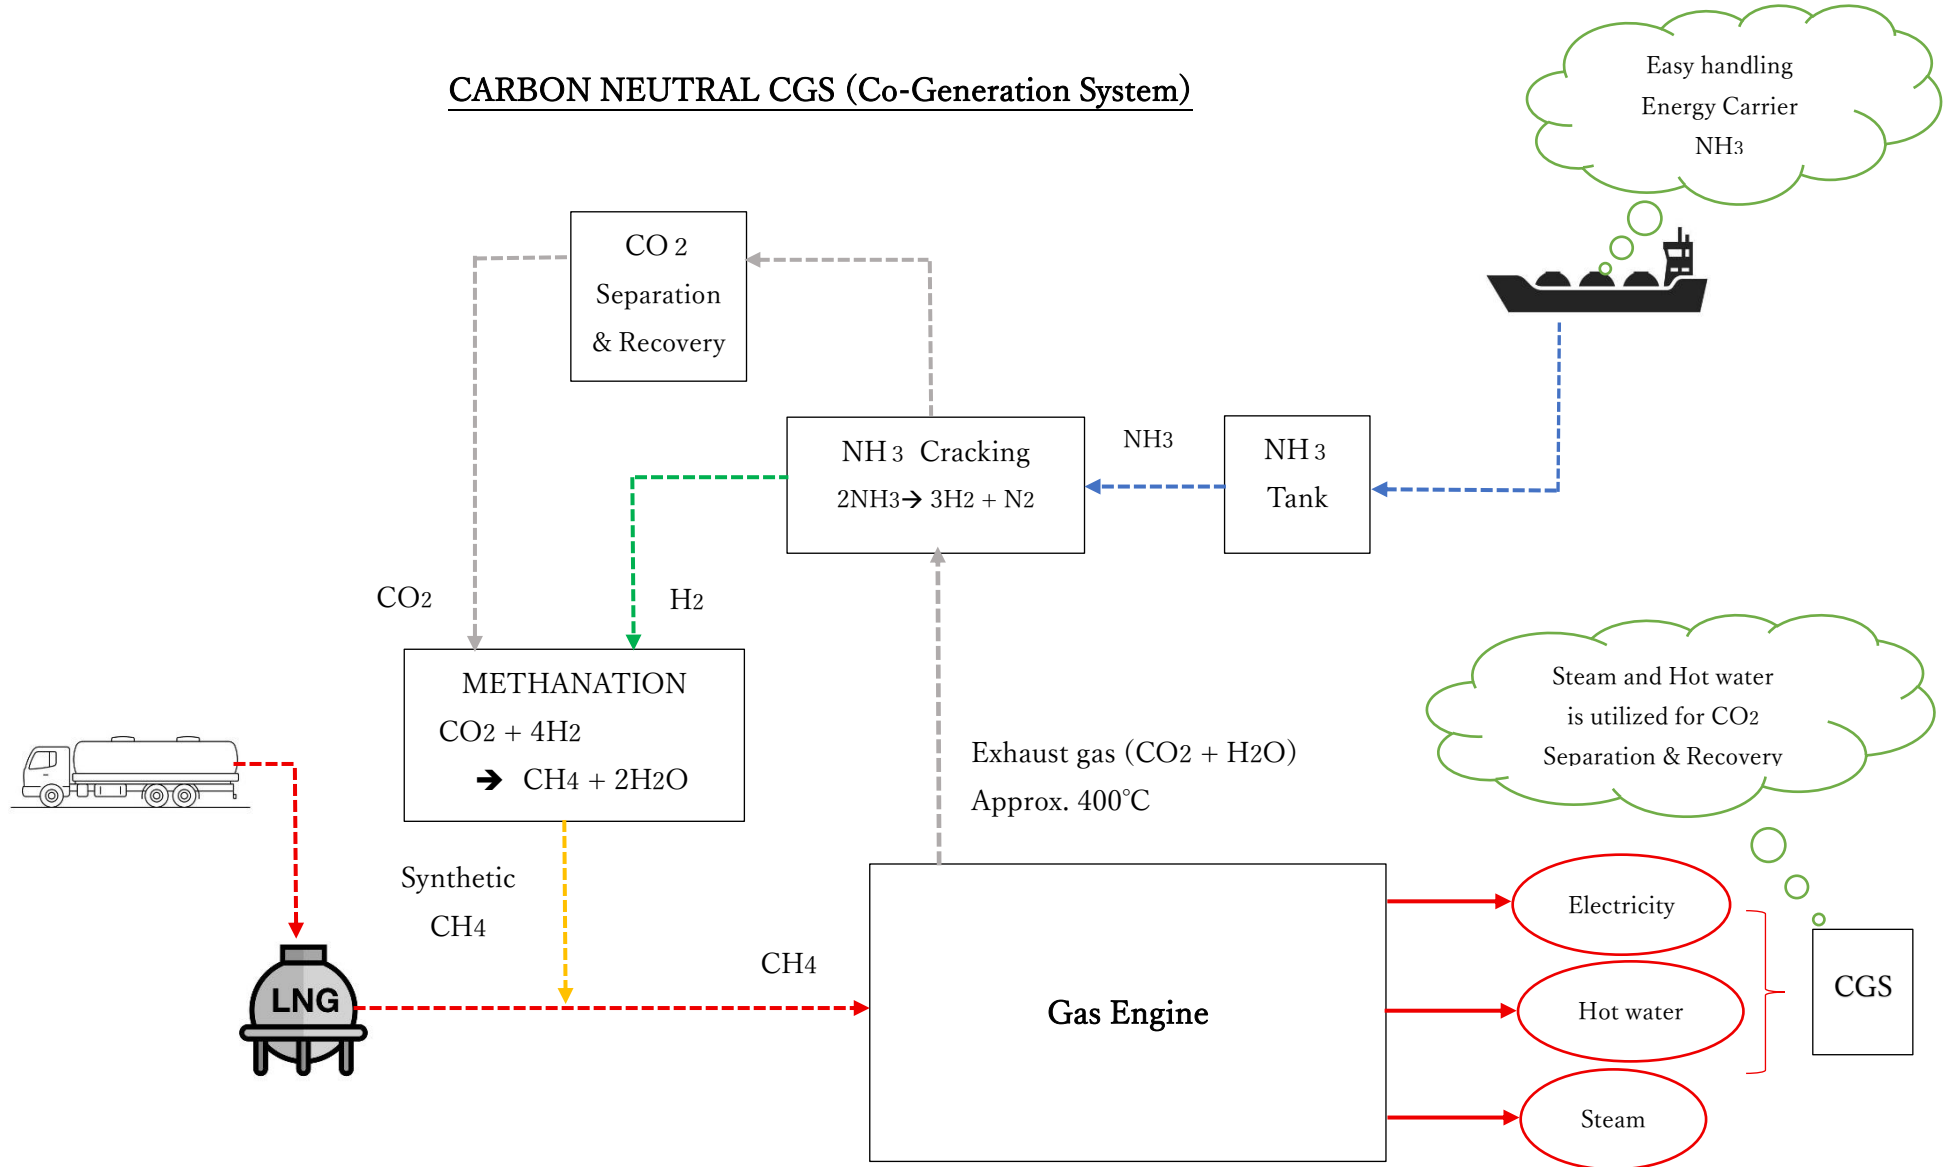 CARBON NEUTRAL CGS (Co-Generation System)
Easy handling
Energy Carrier
NH3
CO 2
Separation
& Recovery
NH 3 Cracking
2NH3➔ 3H2 + N2
NH3
NH 3
Tank
CO2
H2
METHANATION
CO2 + 4H2
➔ CH4 + 2H2O
Exhaust gas (CO2 + H2O)
Approx. 400℃
Steam and Hot water
is utilized for CO2
Separation & Recovery
Synthetic
CH4
CH4
LNG
Gas Engine
Electricity
Hot water
Steam
CGS